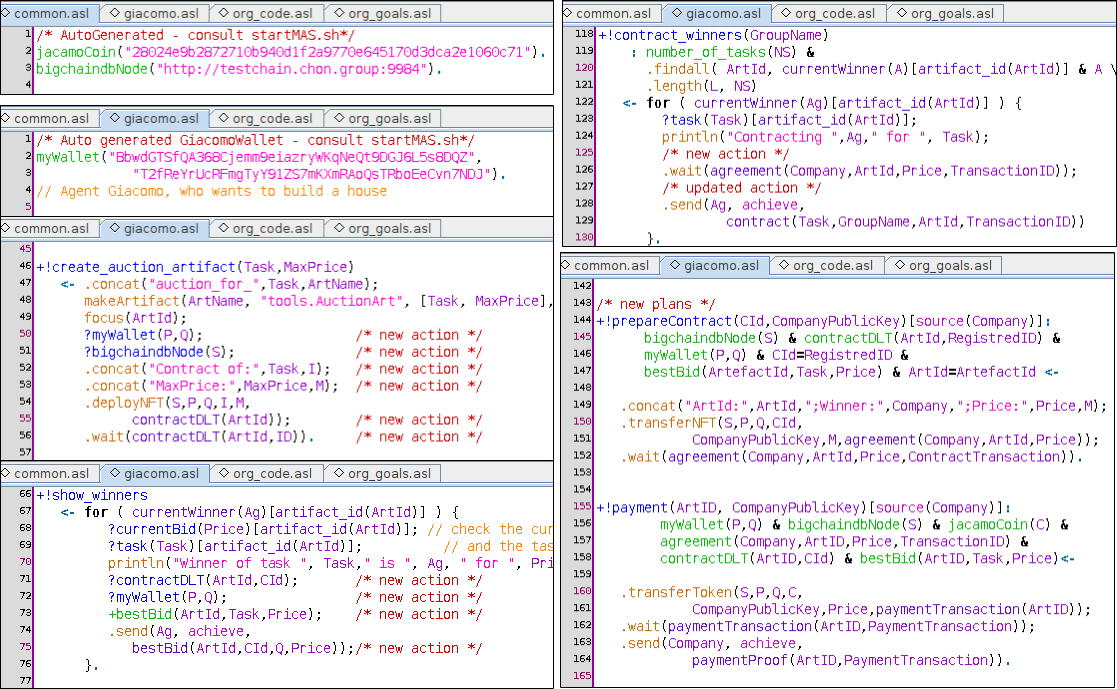 common.asl giacomo.asl org_code.asl org_goals.asl
1 /* AutoGenerated - consult startMAS.sh*/
2 jacamoCoin("28024e9b2872710b940d1f2a9770e645170d3dca2e1060c71").
3 bigchaindbNode("http://testchain.chon.group:9984").
4
common.asl giacomo.asl org_code.asl org_goals.asl
1 /* Auto generated GiacomoWallet - consult startMAS.sh*/
2 myWallet("BbwdGTSfQA368Cjemm9eiazryWKqNeQt9DGJ6L5s8DQZ",
3 "T2fReYrUcRFmgTyY91ZS7mKXmRAoQsTRboEeCvn7NDJ").
4 // Agent Giacomo, who wants to build a house
5
common.asl giacomo.asl org_code.asl org_goals.asl
45
46 +!create_auction_artifact(Task,MaxPrice)
47 <- .concat("auction_for_",Task,ArtName);
48 makeArtifact(ArtName, "tools.AuctionArt", [Task, MaxPrice],
49 focus(ArtId);
50 ?myWallet(P,Q); /* new action */
51 ?bigchaindbNode(S); /* new action */
52 .concat("Contract of:",Task,I); /* new action */
53 .concat("MaxPrice:",MaxPrice,M); /* new action */
54 .deployNFT(S,P,Q,I,M,
55 contractDLT(ArtId)); /* new action */
56 .wait(contractDLT(ArtId,ID)). /* new action */
57
common.asl giacomo.asl org_code.asl org_goals.asl
66 +!show_winners
67 <- for ( currentWinner(Ag)[artifact_id(ArtId)] ) {
68 ?currentBid(Price)[artifact_id(ArtId)]; // check the cur
69 ?task(Task)[artifact_id(ArtId)]; // and the tas
70 println("Winner of task ", Task," is ", Ag, " for ", Pri
71 ?contractDLT(ArtId,CId); /* new action */
72 ?myWallet(P,Q); /* new action */
73 +bestBid(ArtId,Task,Price); /* new action */
74 .send(Ag, achieve,
75 bestBid(ArtId,CId,Q,Price));/* new action */
76 }.
77
common.asl giacomo.asl org_code.asl org_goals.asl
118 +!contract_winners(GroupName)
119 : number_of_tasks(NS) &
120 .findall( ArtId, currentWinner(A)[artifact_id(ArtId)] & A \
121 .length(L, NS)
122 <- for ( currentWinner(Ag)[artifact_id(ArtId)] ) {
123 ?task(Task)[artifact_id(ArtId)];
124 println("Contracting ",Ag," for ", Task);
125 /* new action */
126 .wait(agreement(Company,ArtId,Price,TransactionID));
127 /* updated action */
128 .send(Ag, achieve,
129 contract(Task,GroupName,ArtId,TransactionID))
130 }.
common.asl giacomo.asl org_code.asl org_goals.asl
142
143 /* new plans */
144 +!prepareContract(CId,CompanyPublicKey)[source(Company)]:
145 bigchaindbNode(S) & contractDLT(ArtId,RegistredID) &
146 myWallet(P,Q) & CId=RegistredID &
147 bestBid(ArtefactId,Task,Price) & ArtId=ArtefactId <-
148
149 .concat("ArtId:",ArtId,";Winner:",Company,";Price:",Price,M);
150 .transferNFT(S,P,Q,CId,
151 CompanyPublicKey,M,agreement(Company,ArtId,Price));
152 .wait(agreement(Company,ArtId,Price,ContractTransaction)).
153
154
155 +!payment(ArtID, CompanyPublicKey)[source(Company)]:
156 myWallet(P,Q) & bigchaindbNode(S) & jacamoCoin(C) &
157 agreement(Company,ArtID,Price,TransactionID) &
158 contractDLT(ArtID,CId) & bestBid(ArtID,Task,Price)<-
159
160 .transferToken(S,P,Q,C,
161 CompanyPublicKey,Price,paymentTransaction(ArtID));
162 .wait(paymentTransaction(ArtID,PaymentTransaction));
163 .send(Company, achieve,
164 paymentProof(ArtID,PaymentTransaction)).
165